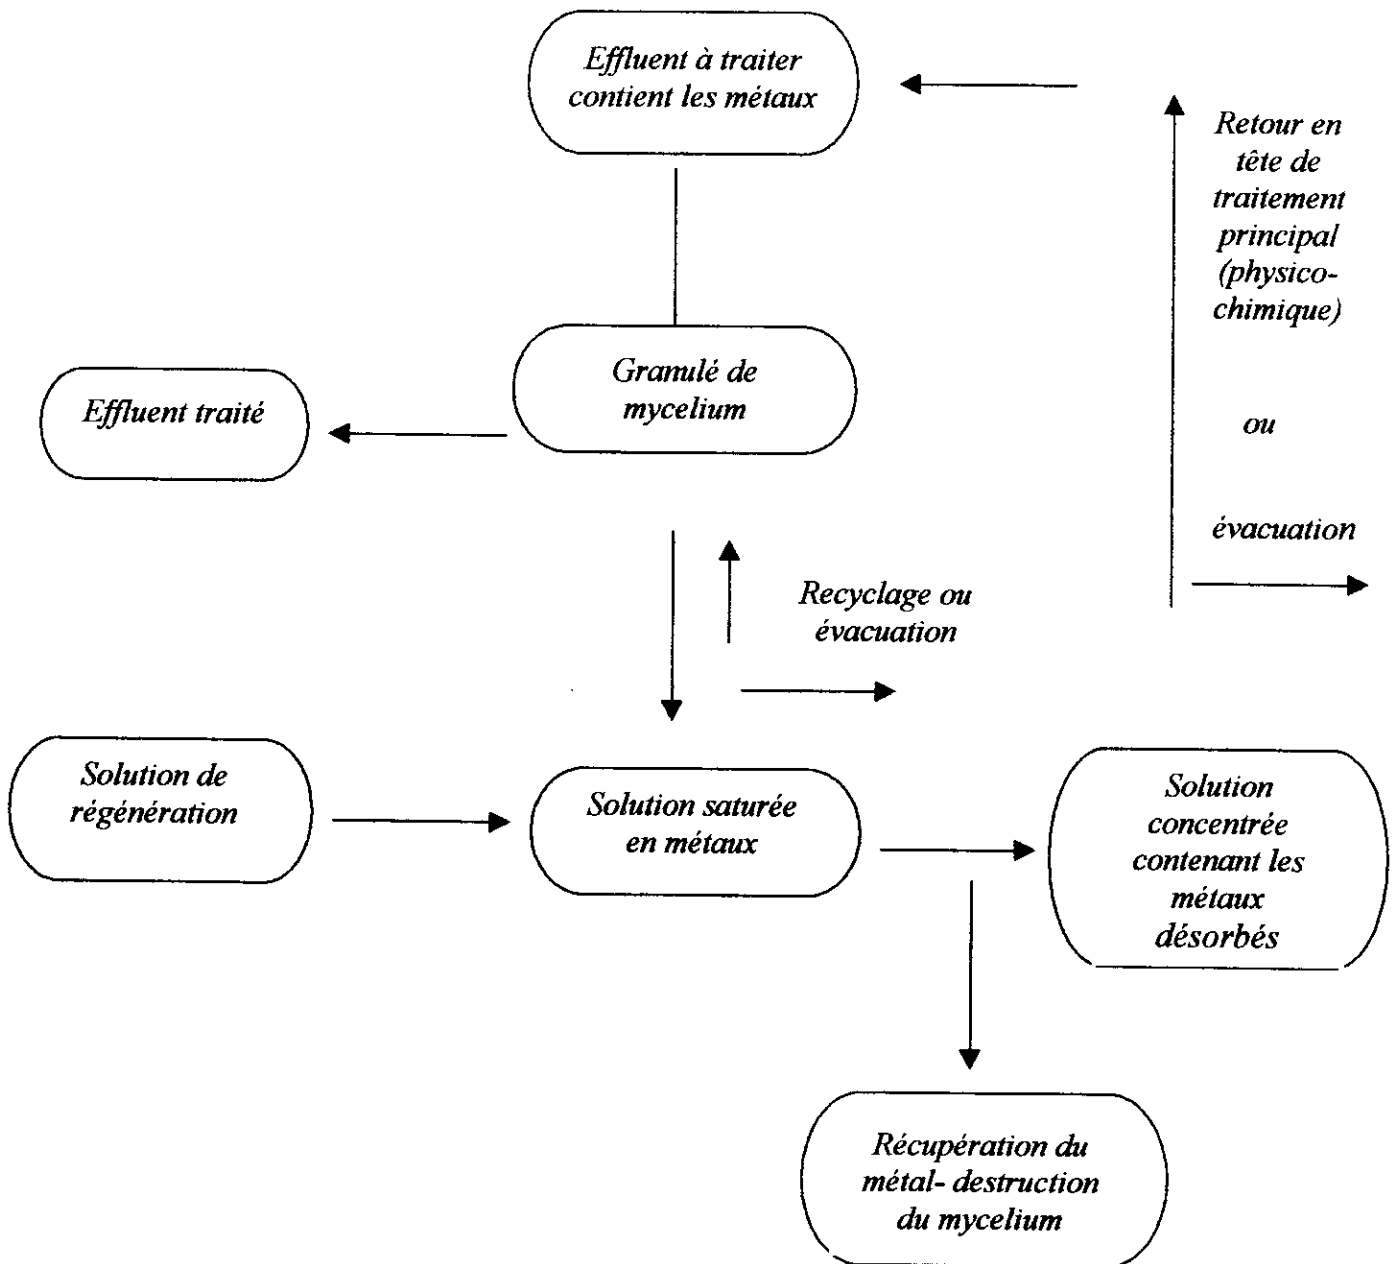 Effluent à traiter
contient les métaux
Retour en
tête de
traitement
principal
(physico-
chimique)
ou
évacuation
Granulé de
mycelium
Effluent traité
Recyclage ou
évacuation
Solution de
régénération
Solution saturée
en métaux
Solution
concentrée
contenant les
métaux
désorbés
Récupération du
métal- destruction
du mycelium